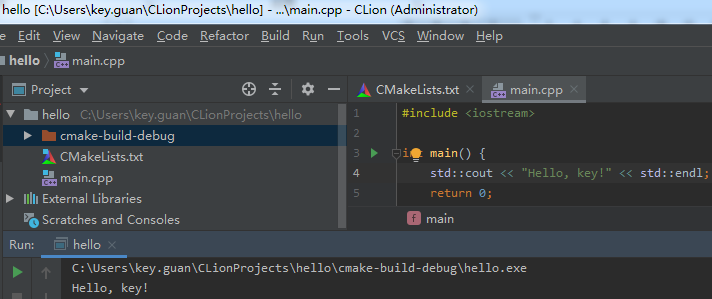 hello [C:\Users\key.guan\CLionProjects\hello] - ...\main.cpp - CLion (Administrator)
Edit View Navigate Code Refactor Build Run Tools VCS Window Help
hello main.cpp
Project
CMakeLists.txt main.cpp
hello C:\Users\key.guan\CLionProjects\hello
cmake-build-debug
CMakeLists.txt
main.cpp
External Libraries
Scratches and Consoles
1 #include <iostream>
2
3 int main() {
4 std::cout << "Hello, key!" << std::endl;
5 return 0;
f main
Run: hello
C:\Users\key.guan\CLionProjects\hello\cmake-build-debug\hello.exe
Hello, key!